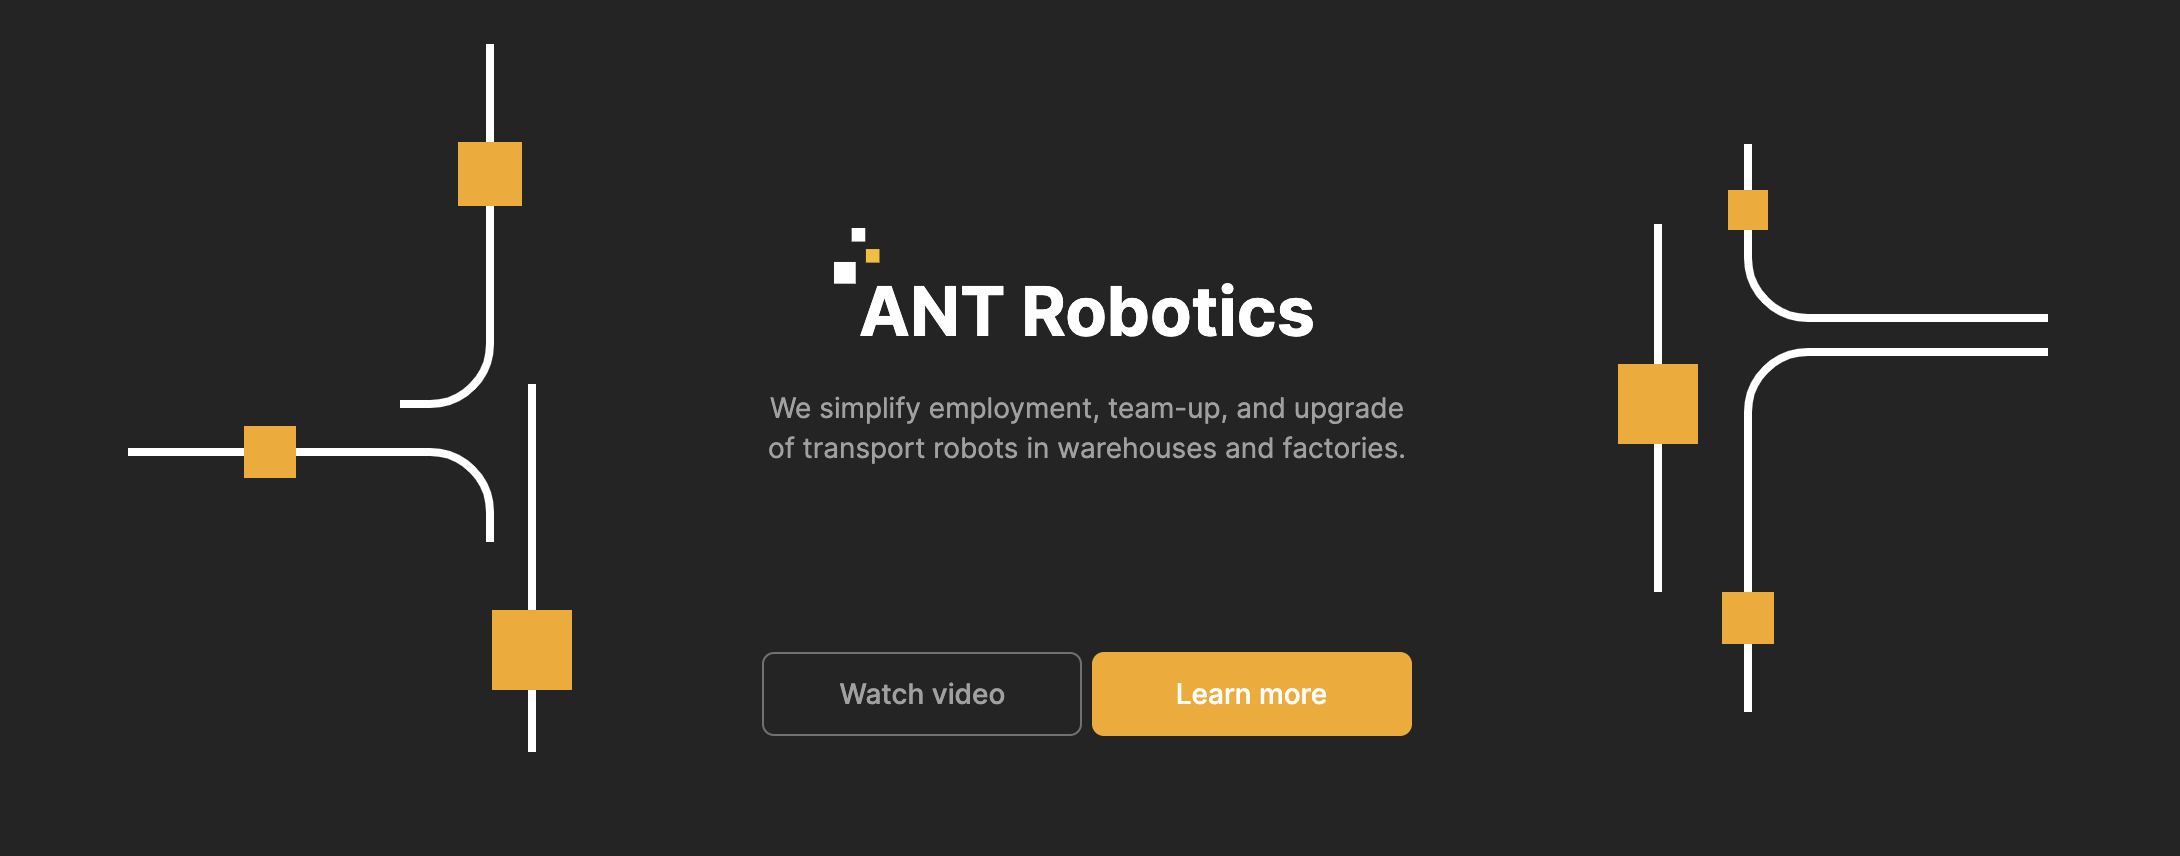 ANT Robotics
We simplify employment, team-up, and upgrade
of transport robots in warehouses and factories.
Watch video
Learn more